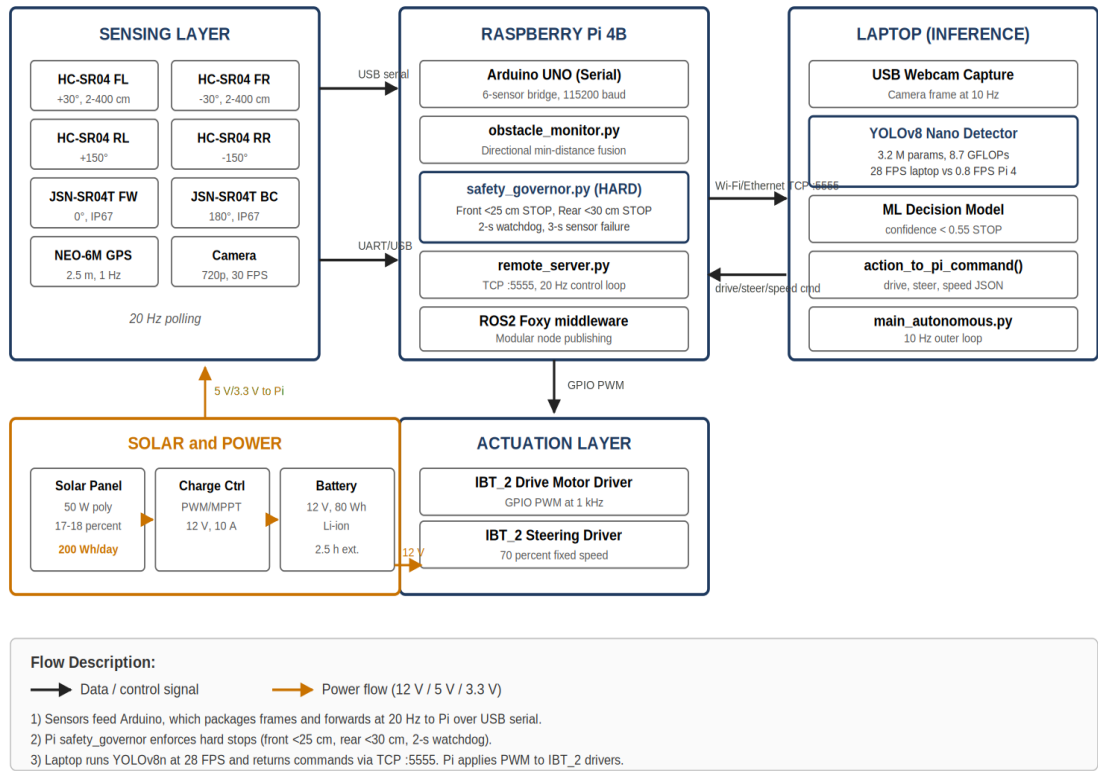 SENSING LAYER
HC-SR04 FL
+30°, 2-400 cm
HC-SR04 FR
-30°, 2-400 cm
HC-SR04 RL
+150°
HC-SR04 RR
-150°
JSN-SR04T FW
0°, IP67
JSN-SR04T BC
180°, IP67
NEO-6M GPS
2.5 m, 1 Hz
Camera
720p, 30 FPS
20 Hz polling
USB serial
UART/USB
RASPBERRY Pi 4B
Arduino UNO (Serial)
6-sensor bridge, 115200 baud
obstacle_monitor.py
Directional min-distance fusion
safety_governor.py (HARD)
Front <25 cm STOP, Rear <30 cm STOP
2-s watchdog, 3-s sensor failure
remote_server.py
TCP :5555, 20 Hz control loop
ROS2 Foxy middleware
Modular node publishing
Wi-Fi/Ethernet TCP :5555
drive/steer/speed cmd
LAPTOP (INFERENCE)
USB Webcam Capture
Camera frame at 10 Hz
YOLOv8 Nano Detector
3.2 M params, 8.7 GFLOPs
28 FPS laptop vs 0.8 FPS Pi 4
ML Decision Model
confidence < 0.55 STOP
action_to_pi_command()
drive, steer, speed JSON
main_autonomous.py
10 Hz outer loop
5 V/3.3 V to Pi
GPIO PWM
SOLAR and POWER
Solar Panel
50 W poly
17-18 percent
200 Wh/day
Charge Ctrl
PWM/MPPT
12 V, 10 A
Battery
12 V, 80 Wh
Li-ion
2.5 h ext.
12 V
ACTUATION LAYER
IBT_2 Drive Motor Driver
GPIO PWM at 1 kHz
IBT_2 Steering Driver
70 percent fixed speed
Flow Description:
Data / control signal
Power flow (12 V / 5 V / 3.3 V)
1) Sensors feed Arduino, which packages frames and forwards at 20 Hz to Pi over USB serial.
2) Pi safety_governor enforces hard stops (front <25 cm, rear <30 cm, 2-s watchdog).
3) Laptop runs YOLOv8n at 28 FPS and returns commands via TCP :5555. Pi applies PWM to IBT_2 drivers.